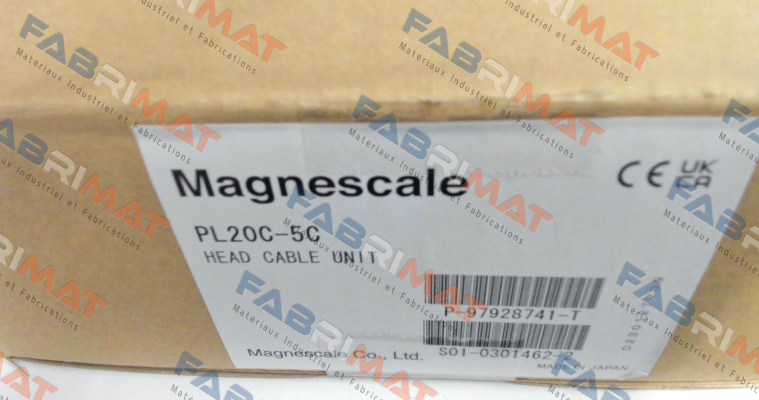 Magnescale
CE UK CA
PL20C-5C
HEAD CABLE UNIT
P-97928741-T
S01-0301462-2
Magnescale Co., Ltd.
MADE IN JAPAN
FABRIMAT
Matériaux Industriel et Fabrications